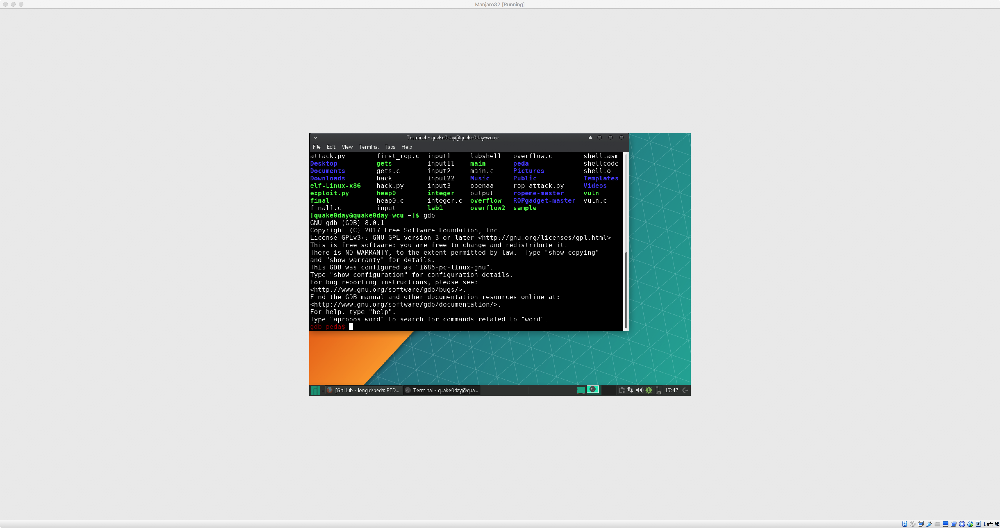 Manjaro32 [Running]
Terminal - quake0day@quake0day-wcu:~
File Edit View Terminal Tabs Help
attack.py first_rop.c input1 labshell overflow.c shell.asm
Desktop gets input11 main peda shellcode
Documents gets.c input2 main.c Pictures shell.o
Downloads hack input22 Music Public Templates
elf-Linux-x86 hack.py input3 openaa rop_attack.py Videos
exploit.py heap0 integer output ropeme-master vuln
final heap0.c integer.c overflow ROPgadget-master vuln.c
final1.c input lab1 overflow2 sample
[quake0day@quake0day-wcu ~]$ gdb
GNU gdb (GDB) 8.0.1
Copyright (C) 2017 Free Software Foundation, Inc.
License GPLv3+: GNU GPL version 3 or later <http://gnu.org/licenses/gpl.html>
This is free software: you are free to change and redistribute it.
There is NO WARRANTY, to the extent permitted by law.  Type "show copying"
and "show warranty" for details.
This GDB was configured as "i686-pc-linux-gnu".
Type "show configuration" for configuration details.
For bug reporting instructions, please see:
<http://www.gnu.org/software/gdb/bugs/>.
Find the GDB manual and other documentation resources online at:
<http://www.gnu.org/software/gdb/documentation/>.
For help, type "help".
Type "apropos word" to search for commands related to "word".
gdb-peda$
[GitHub - longld/peda: PED... Terminal - quake0day@qua... 17:47
Left ⌘